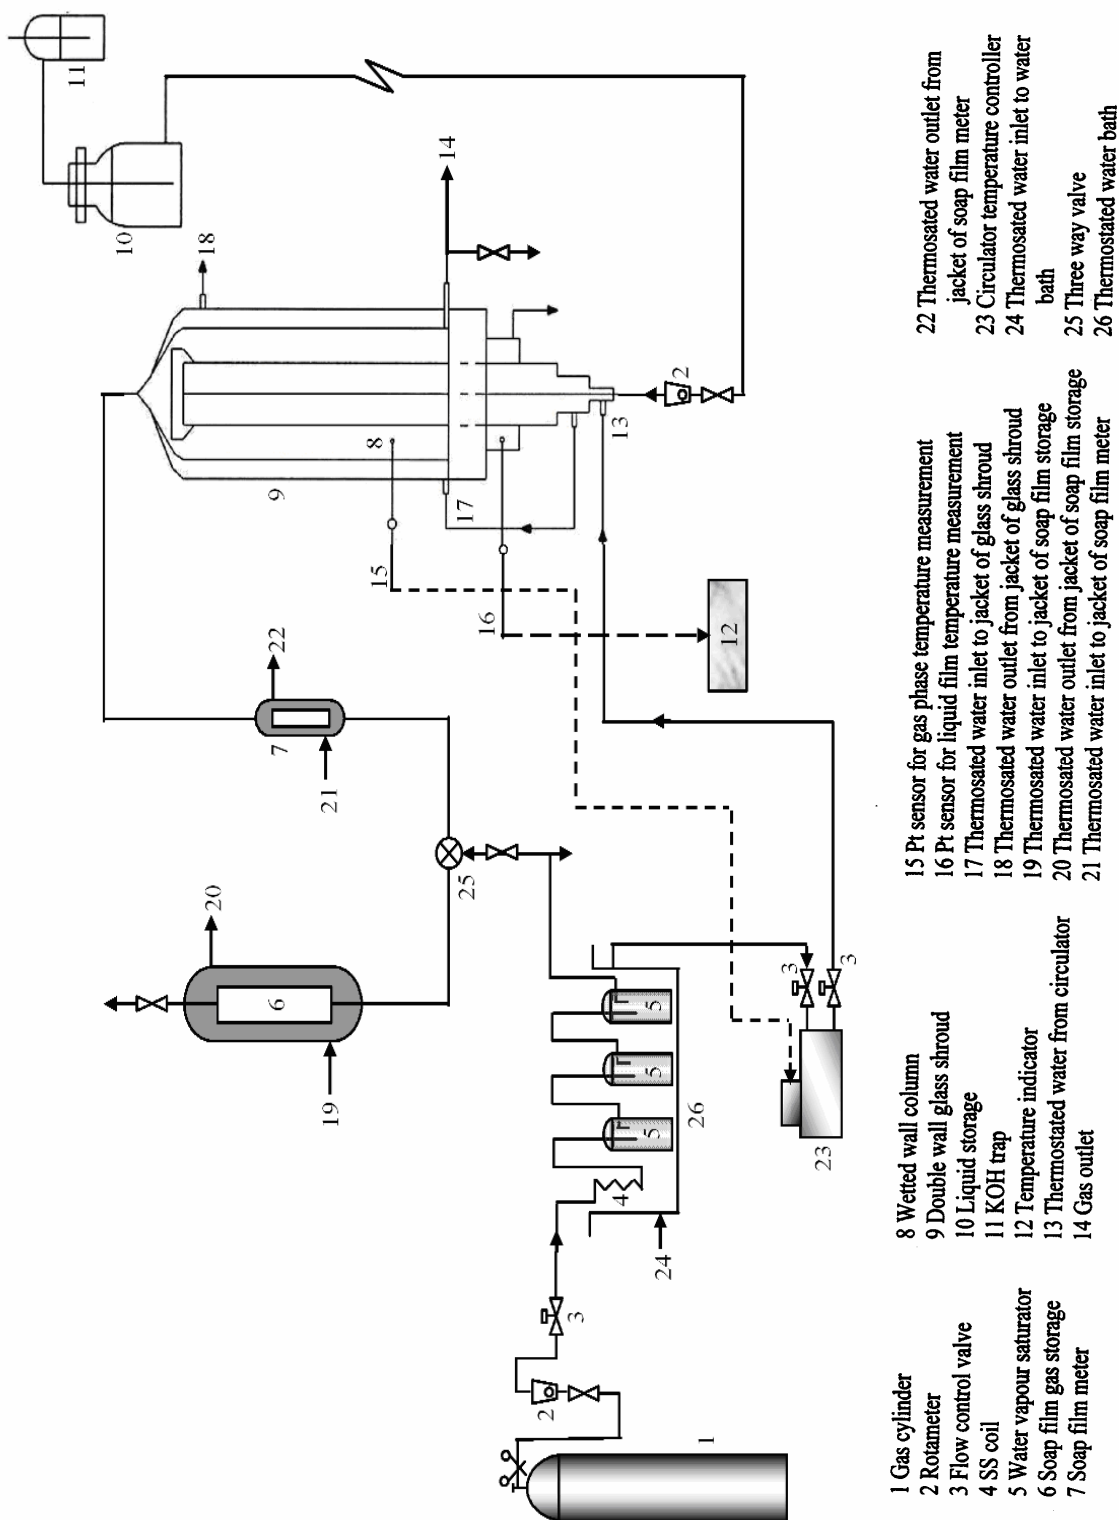 11
10
18
14
9
8
17
15
16
13
2
12
22
7
21
20
6
19
25
5
5
5
4
26
24
3
3
3
23
2
1
1 Gas cylinder
2 Rotameter
3 Flow control valve
4 SS coil
5 Water vapour saturator
6 Soap film gas storage
7 Soap film meter
8 Wetted wall column
9 Double wall glass shroud
10 Liquid storage
11 KOH trap
12 Temperature indicator
13 Thermostated water from circulator
14 Gas outlet
15 Pt sensor for gas phase temperature measurement
16 Pt sensor for liquid film temperature measurement
17 Thermosated water inlet to jacket of glass shroud
18 Thermosated water outlet from jacket of glass shroud
19 Thermosated water inlet to jacket of soap film storage
20 Thermosated water outlet from jacket of soap film storage
21 Thermosated water inlet to jacket of soap film meter
22 Thermosated water outlet from
jacket of soap film meter
23 Circulator temperature controller
24 Thermosated water inlet to water
bath
25 Three way valve
26 Thermostated water bath